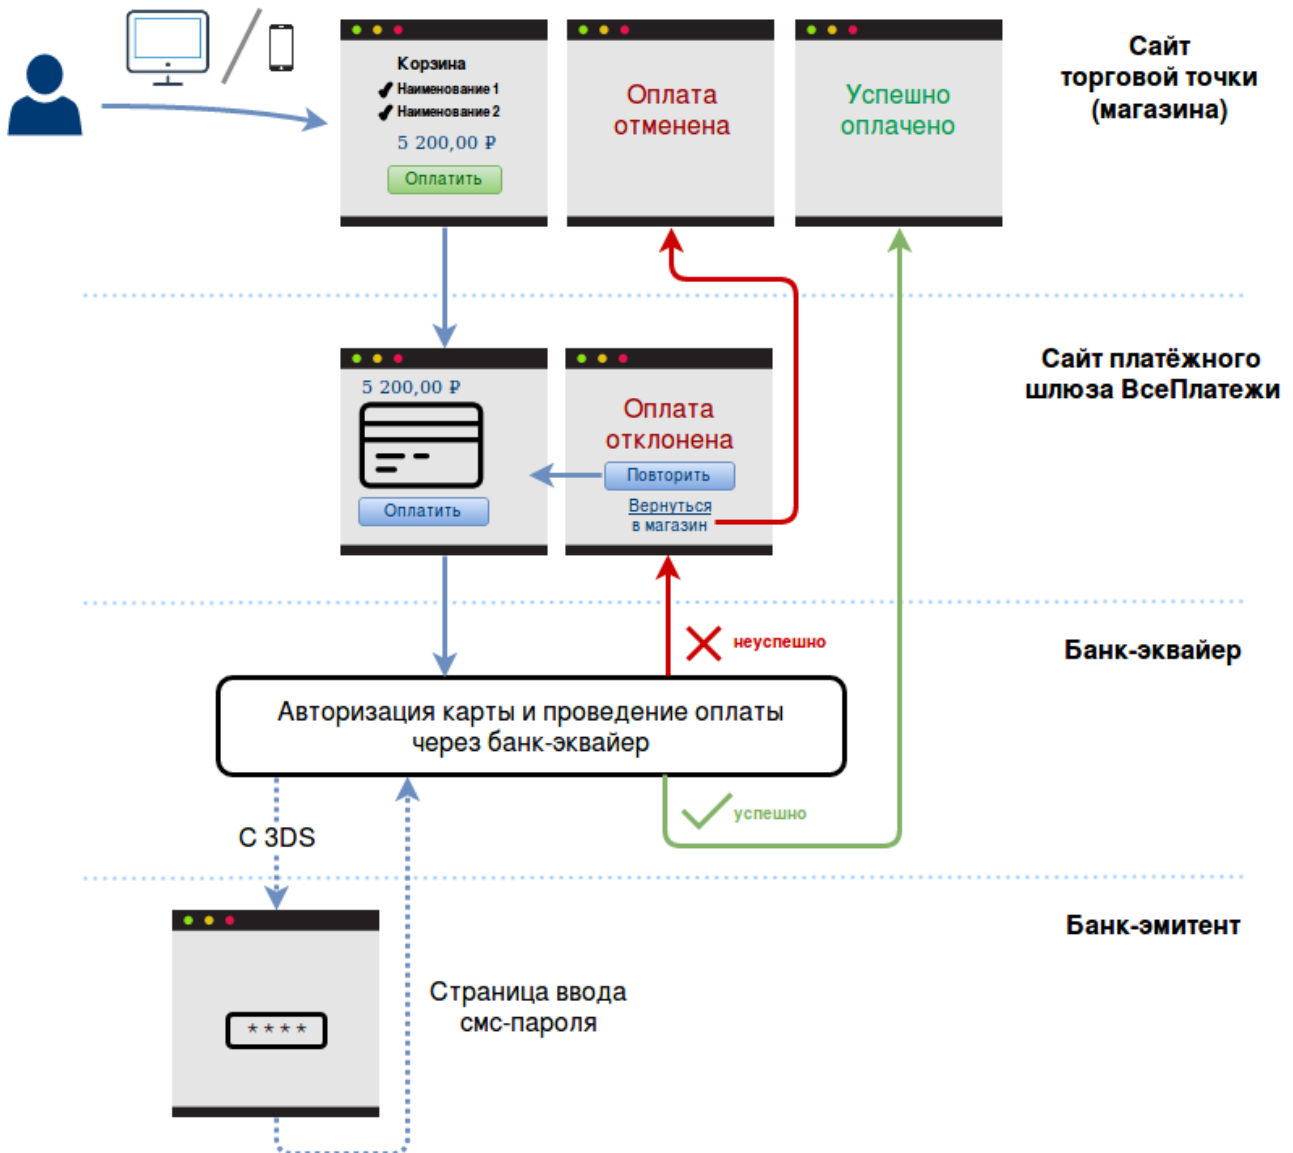 Корзина
Наименование 1
Наименование 2
5 200,00 ₽
Оплатить
Оплата
отменена
Успешно
оплачено
Сайт
торговой точки
(магазина)
5 200,00 ₽
Оплатить
Оплата
отклонена
Повторить
Вернуться
в магазин
Сайт платёжного
шлюза ВсеПлатежи
неуспешно
Банк-эквайер
Авторизация карты и проведение оплаты
через банк-эквайер
успешно
С 3DS
Банк-эмитент
* * * *
Страница ввода
смс-пароля